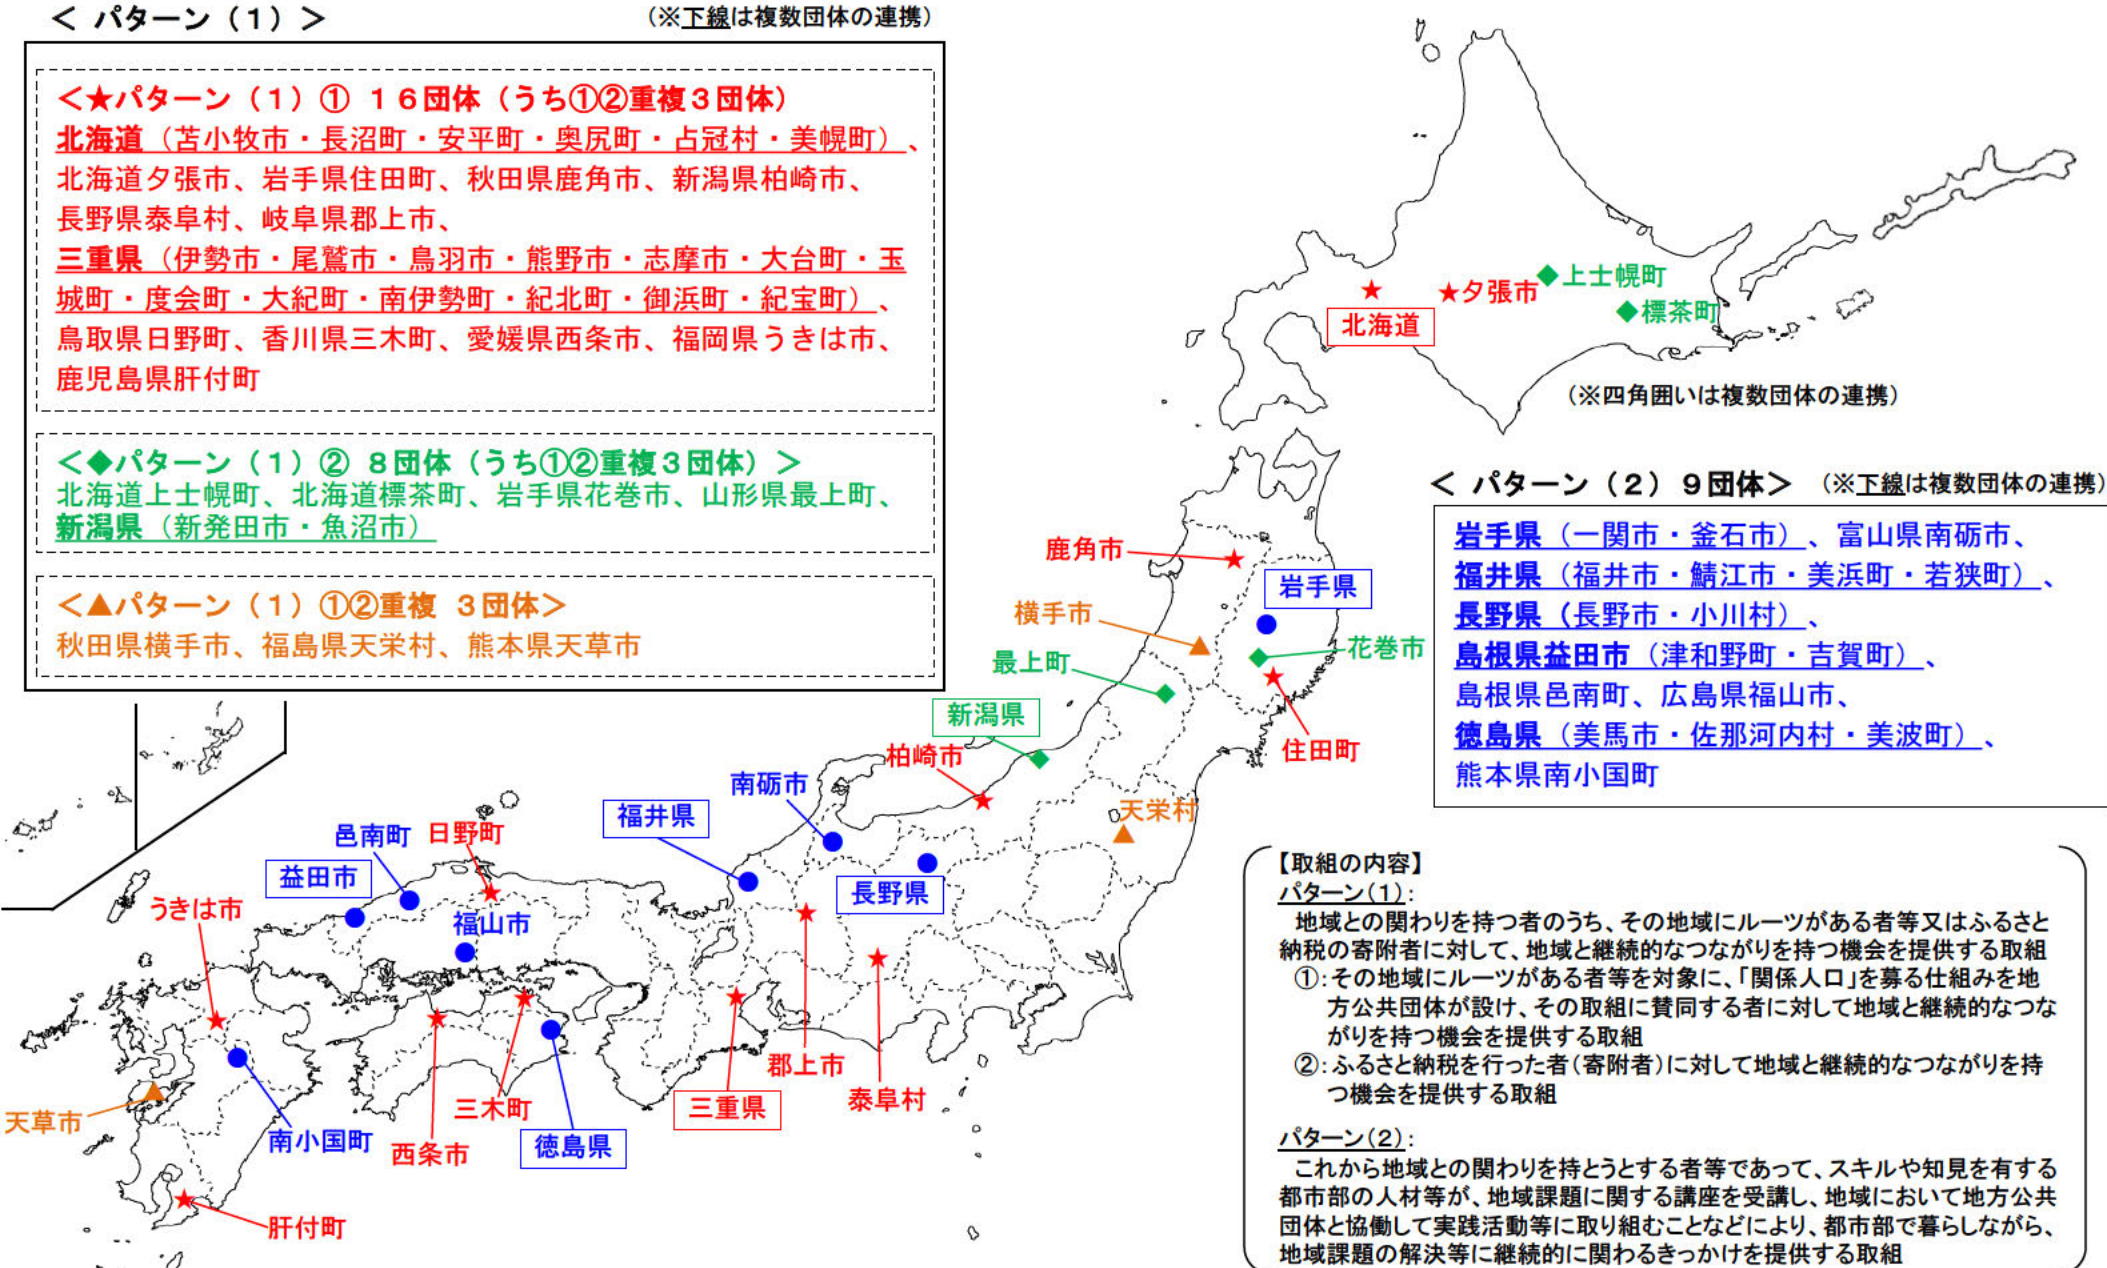 ＜ パターン（１）＞
（※下線は複数団体の連携）
＜★パターン（１）① １６団体（うち①②重複３団体）
北海道（苫小牧市・長沼町・安平町・奥尻町・占冠村・美幌町）、
北海道夕張市、岩手県住田町、秋田県鹿角市、新潟県柏崎市、
長野県泰阜村、岐阜県郡上市、
三重県（伊勢市・尾鷲市・鳥羽市・熊野市・志摩市・大台町・玉
城町・度会町・大紀町・南伊勢町・紀北町・御浜町・紀宝町）、
鳥取県日野町、香川県三木町、愛媛県西条市、福岡県うきは市、
鹿児島県肝付町
＜◆パターン（１）② ８団体（うち①②重複３団体）＞
北海道上士幌町、北海道標茶町、岩手県花巻市、山形県最上町、
新潟県（新発田市・魚沼市）
＜▲パターン（１）①②重複 ３団体＞
秋田県横手市、福島県天栄村、熊本県天草市
★
★夕張市
◆上士幌町
◆標茶町
北海道
（※四角囲いは複数団体の連携）
＜ パターン（２）９団体＞ （※下線は複数団体の連携）
岩手県（一関市・釜石市）、富山県南砺市、
福井県（福井市・鯖江市・美浜町・若狭町）、
長野県（長野市・小川村）、
島根県益田市（津和野町・吉賀町）、
島根県邑南町、広島県福山市、
徳島県（美馬市・佐那河内村・美波町）、
熊本県南小国町
鹿角市
岩手県
横手市
花巻市
最上町
新潟県
住田町
柏崎市
南砺市
天栄村
福井県
邑南町
日野町
益田市
長野県
うきは市
福山市
郡上市
泰阜村
三木町
三重県
天草市
南小国町
西条市
徳島県
肝付町
【取組の内容】
パターン（１）：
地域との関わりを持つ者のうち、その地域にルーツがある者等又はふるさと
納税の寄附者に対して、地域と継続的なつながりを持つ機会を提供する取組
①：その地域にルーツがある者等を対象に、「関係人口」を募る仕組みを地
方公共団体が設け、その取組に賛同する者に対して地域と継続的なつな
がりを持つ機会を提供する取組
②：ふるさと納税を行った者（寄附者）に対して地域と継続的なつながりを持
つ機会を提供する取組
パターン（２）：
これから地域との関わりを持とうとする者等であって、スキルや知見を有する
都市部の人材等が、地域課題に関する講座を受講し、地域において地方公共
団体と協働して実践活動等に取り組むことなどにより、都市部で暮らしながら、
地域課題の解決等に継続的に関わるきっかけを提供する取組